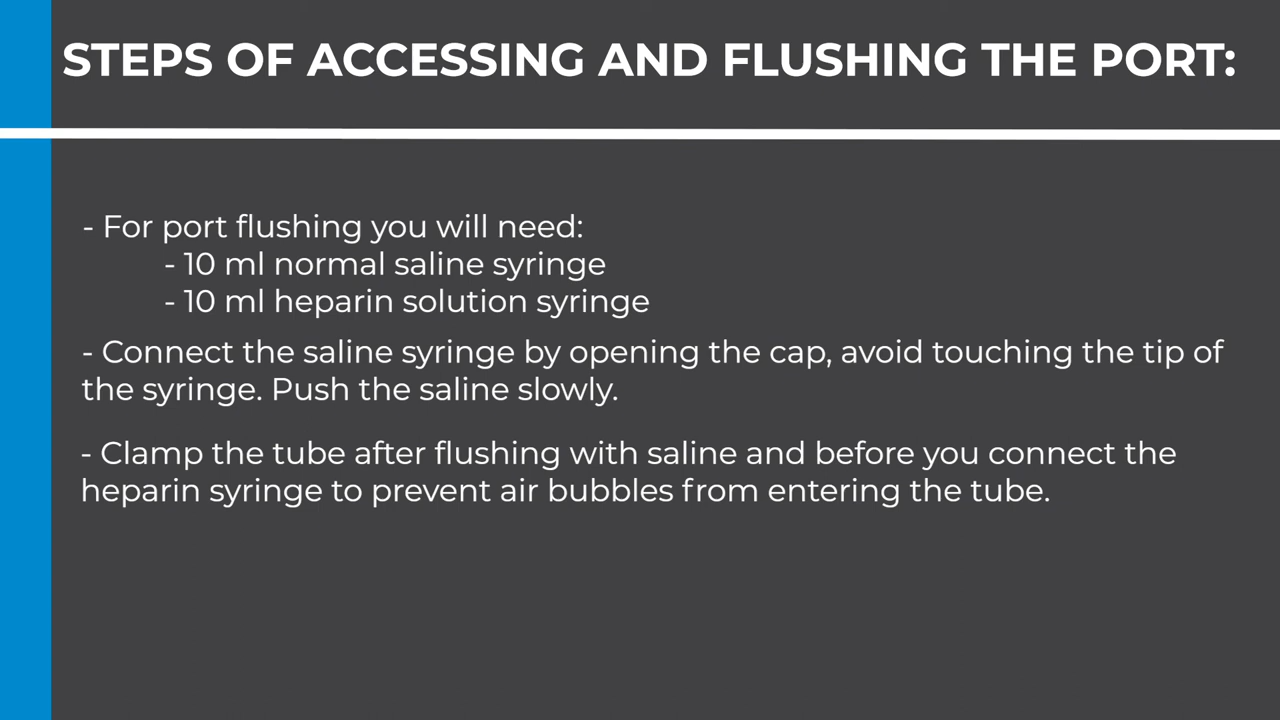 STEPS OF ACCESSING AND FLUSHING THE PORT:
- For port flushing you will need:
- 10 ml normal saline syringe
- 10 ml heparin solution syringe
- Connect the saline syringe by opening the cap, avoid touching the tip of
the syringe. Push the saline slowly.
- Clamp the tube after flushing with saline and before you connect the
heparin syringe to prevent air bubbles from entering the tube.